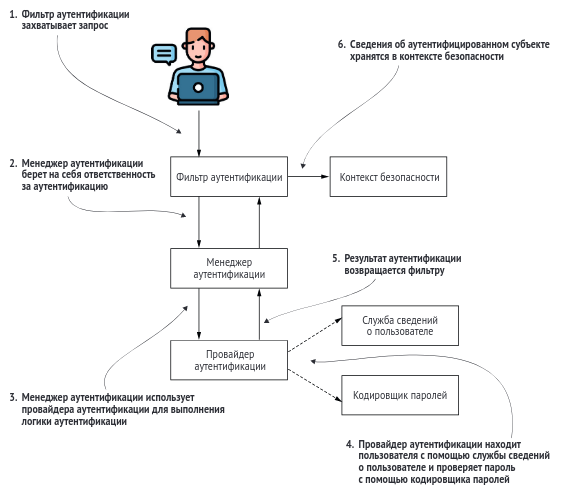 1. Фильтр аутентификации
захватывает запрос
6. Сведения об аутентифицированном субъекте
хранятся в контексте безопасности
2. Менеджер аутентификации
берет на себя ответственность
за аутентификацию
Фильтр аутентификации
Контекст безопасности
Менеджер
аутентификации
5. Результат аутентификации
возвращается фильтру
Служба сведений
о пользователе
Провайдер
аутентификации
Кодировщик паролей
3. Менеджер аутентификации использует
провайдера аутентификации для выполнения
логики аутентификации
4. Провайдер аутентификации находит
пользователя с помощью службы сведений
о пользователе и проверяет пароль
с помощью кодировщика паролей